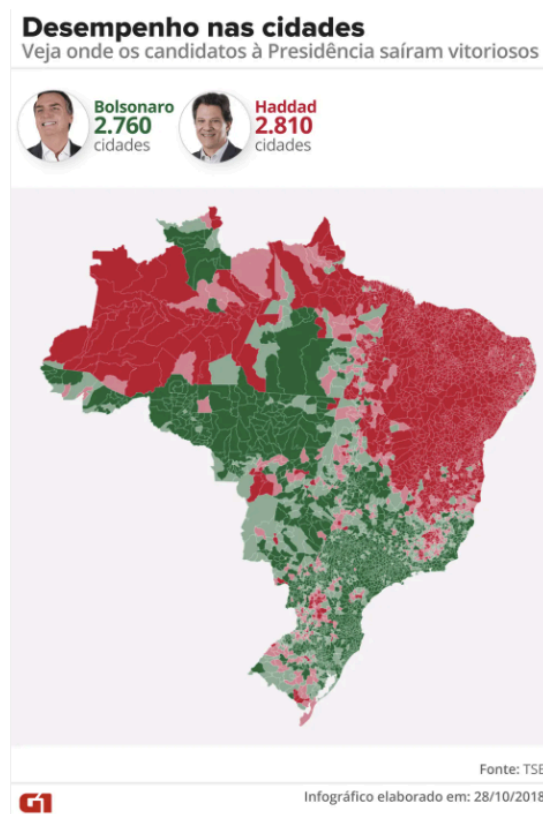 Desempenho nas cidades
Veja onde os candidatos à Presidência saíram vitoriosos
Bolsonaro
2.760
cidades
Haddad
2.810
cidades
Fonte: TSE
Infográfico elaborado em: 28/10/2018
G1